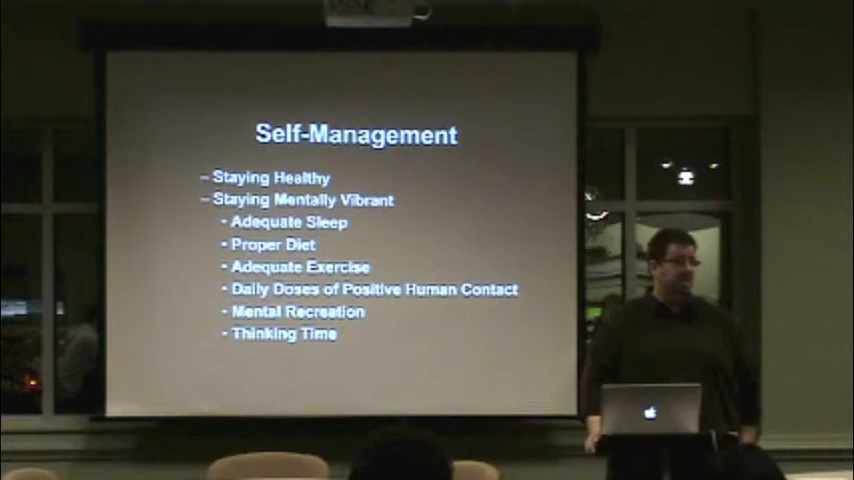 Self-Management
– Staying Healthy
– Staying Mentally Vibrant
• Adequate Sleep
• Proper Diet
• Adequate Exercise
• Daily Doses of Positive Human Contact
• Mental Recreation
• Thinking Time